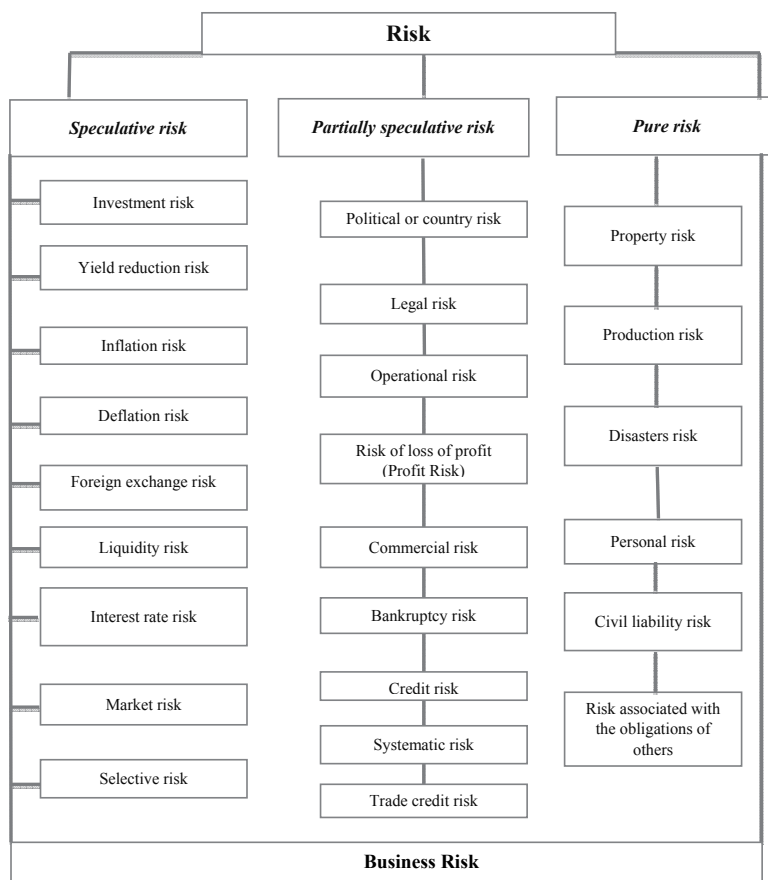 Risk
Speculative risk
Investment risk
Yield reduction risk
Inflation risk
Deflation risk
Foreign exchange risk
Liquidity risk
Interest rate risk
Market risk
Selective risk
Partially speculative risk
Political or country risk
Legal risk
Operational risk
Risk of loss of profit
(Profit Risk)
Commercial risk
Bankruptcy risk
Credit risk
Systematic risk
Trade credit risk
Pure risk
Property risk
Production risk
Disasters risk
Personal risk
Civil liability risk
Risk associated with
the obligations of
others
Business Risk